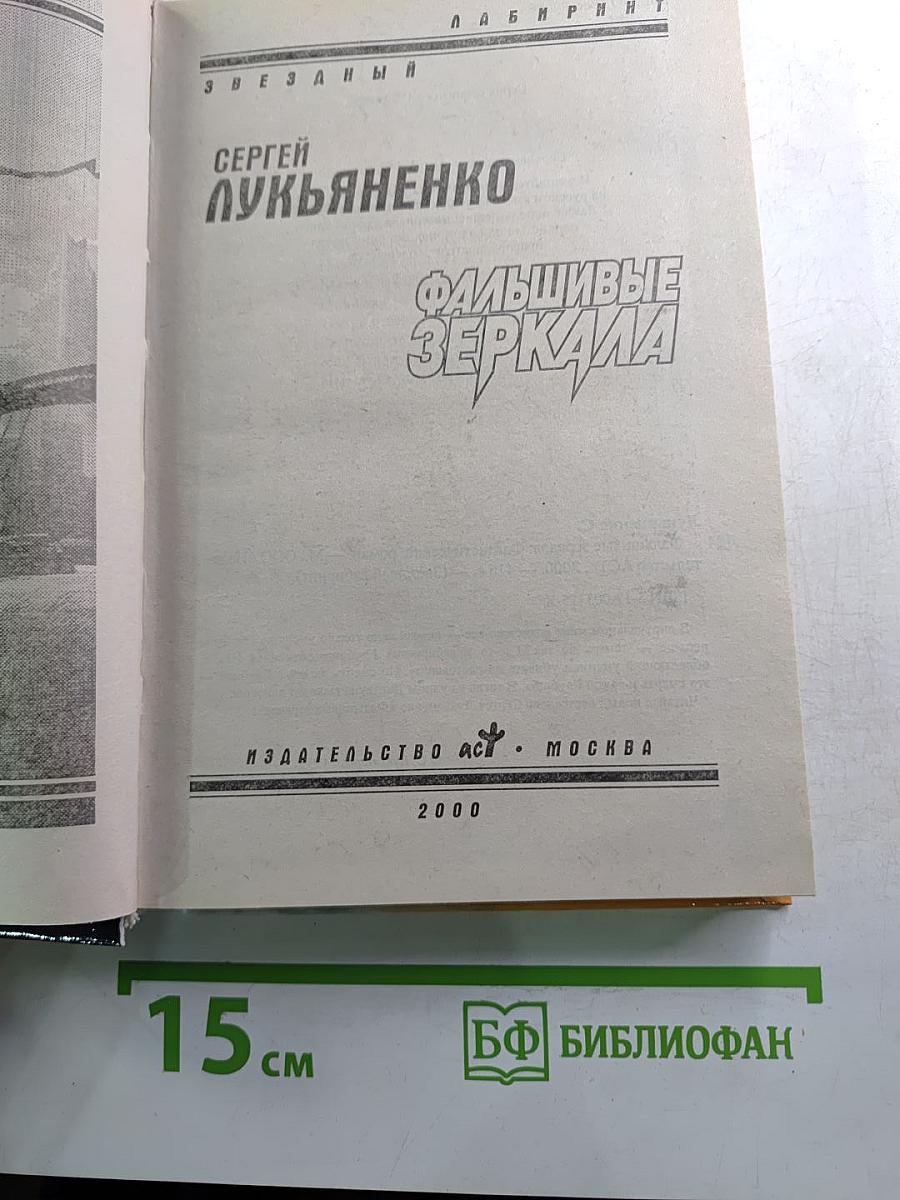 ЛАБИРИНТ
ЗВЕЗДНЫЙ
СЕРГЕЙ
ЛУКЬЯНЕНКО
ФАЛЬШИВЫЕ
ЗЕРКАЛА
ИЗДАТЕЛЬСТВО аст • МОСКВА
2000
15 см
БФ БИБЛИОФАН